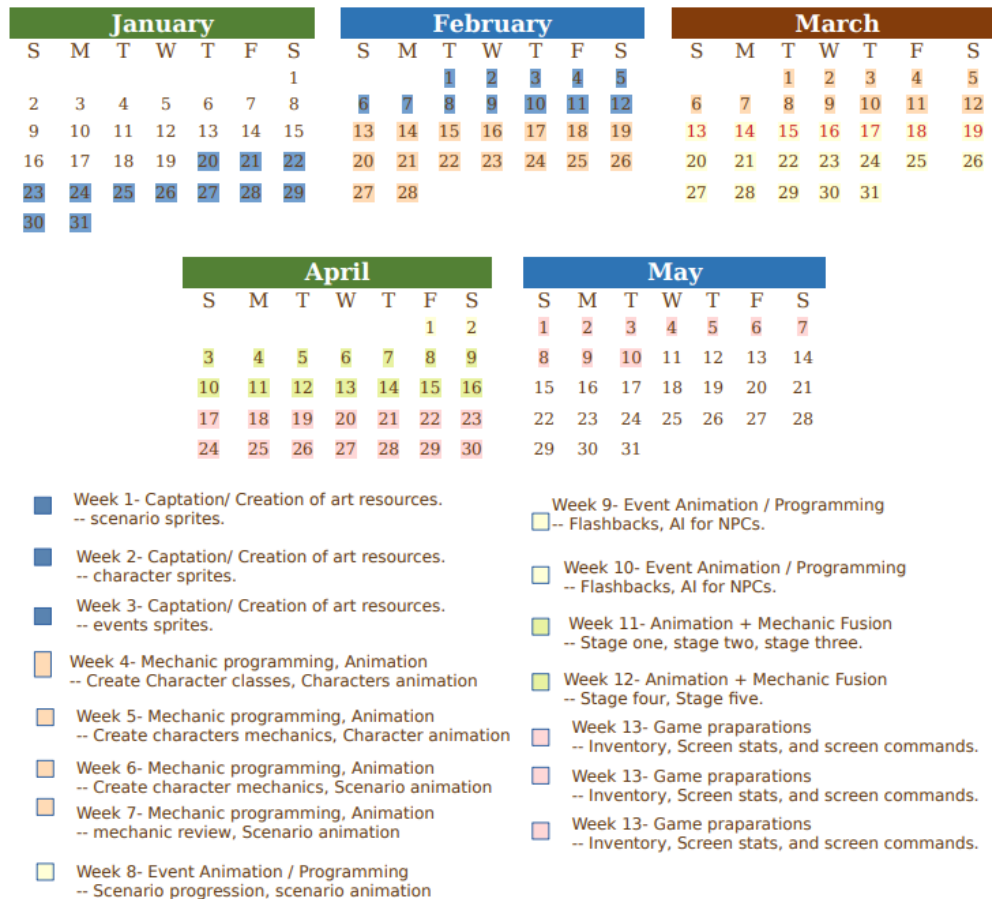 January
S M T W T F S
1
2 3 4 5 6 7 8
9 10 11 12 13 14 15
16 17 18 19 20 21 22
23 24 25 26 27 28 29
30 31
February
S M T W T F S
1 2 3 4 5
6 7 8 9 10 11 12
13 14 15 16 17 18 19
20 21 22 23 24 25 26
27 28
March
S M T W T F S
1 2 3 4 5
6 7 8 9 10 11 12
13 14 15 16 17 18 19
20 21 22 23 24 25 26
27 28 29 30 31
April
S M T W T F S
1 2
3 4 5 6 7 8 9
10 11 12 13 14 15 16
17 18 19 20 21 22 23
24 25 26 27 28 29 30
May
S M T W T F S
1 2 3 4 5 6 7
8 9 10 11 12 13 14
15 16 17 18 19 20 21
22 23 24 25 26 27 28
29 30 31
Week 1- Captation/ Creation of art resources.
-- scenario sprites.
Week 2- Captation/ Creation of art resources.
-- character sprites.
Week 3- Captation/ Creation of art resources.
-- events sprites.
Week 4- Mechanic programming, Animation
-- Create Character classes, Characters animation
Week 5- Mechanic programming, Animation
-- Create characters mechanics, Character animation
Week 6- Mechanic programming, Animation
-- Create character mechanics, Scenario animation
Week 7- Mechanic programming, Animation
-- mechanic review, Scenario animation
Week 8- Event Animation / Programming
-- Scenario progression, scenario animation
Week 9- Event Animation / Programming
-- Flashbacks, AI for NPCs.
Week 10- Event Animation / Programming
-- Flashbacks, AI for NPCs.
Week 11- Animation + Mechanic Fusion
-- Stage one, stage two, stage three.
Week 12- Animation + Mechanic Fusion
-- Stage four, Stage five.
Week 13- Game praparations
-- Inventory, Screen stats, and screen commands.
Week 13- Game praparations
-- Inventory, Screen stats, and screen commands.
Week 13- Game praparations
-- Inventory, Screen stats, and screen commands.